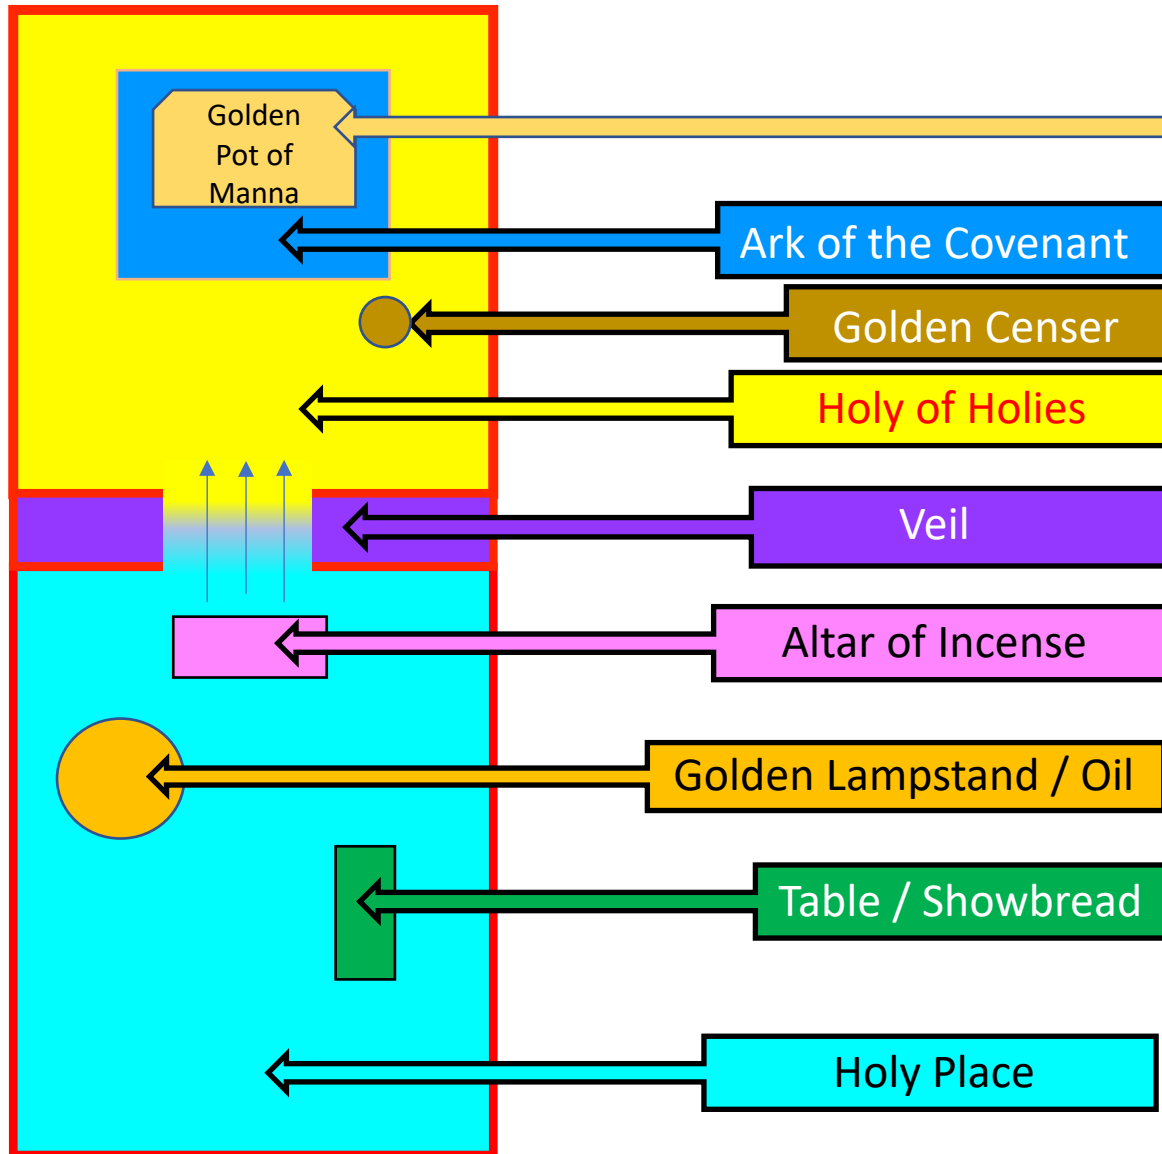 Golden
Pot of
Manna
Ark of the Covenant
Golden Censer
Holy of Holies
Veil
Altar of Incense
Golden Lampstand / Oil
Table / Showbread
Holy Place